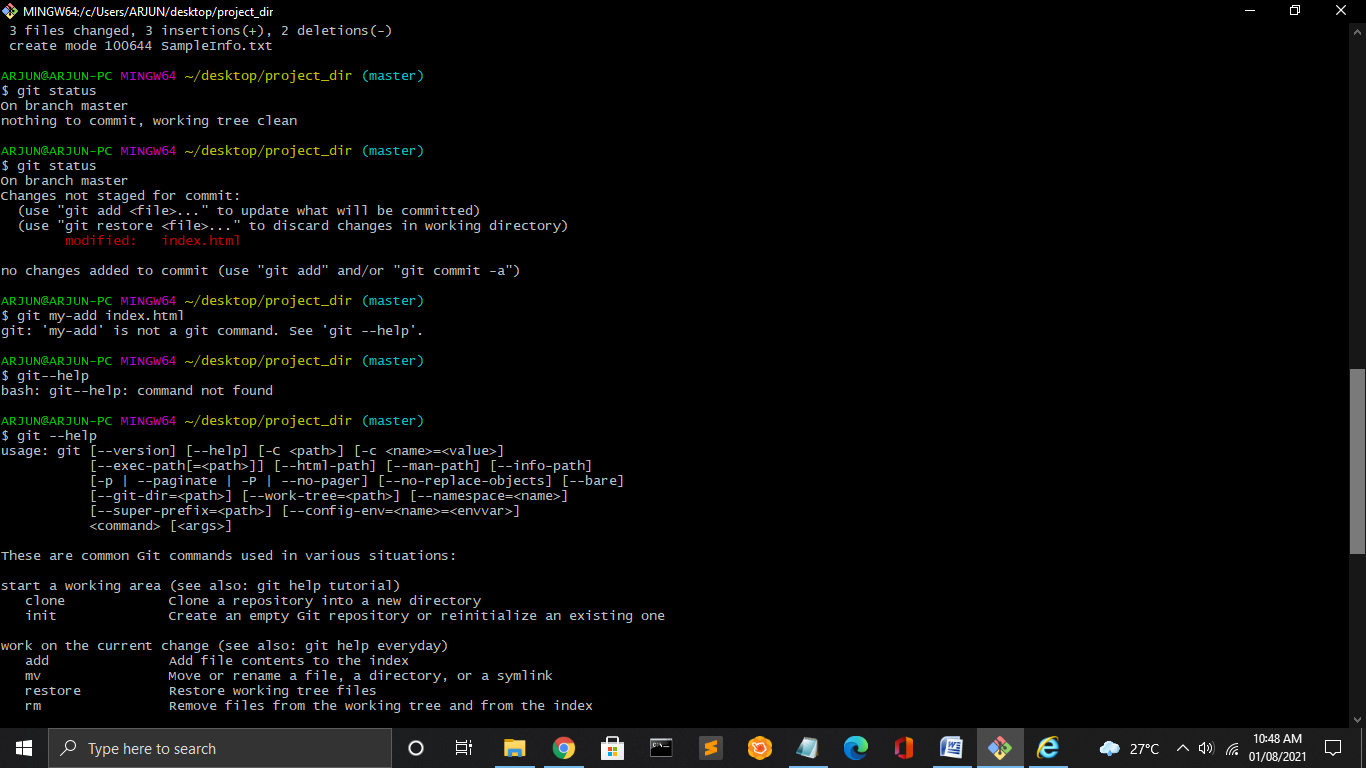 MINGW64:/c/Users/ARJUN/desktop/project_dir
 3 files changed, 3 insertions(+), 2 deletions(-)
 create mode 100644 SampleInfo.txt
ARJUN@ARJUN-PC MINGW64 ~/desktop/project_dir (master)
$ git status
On branch master
nothing to commit, working tree clean
ARJUN@ARJUN-PC MINGW64 ~/desktop/project_dir (master)
$ git status
On branch master
Changes not staged for commit:
  (use "git add <file>..." to update what will be committed)
  (use "git restore <file>..." to discard changes in working directory)
        modified:   index.html
no changes added to commit (use "git add" and/or "git commit -a")
ARJUN@ARJUN-PC MINGW64 ~/desktop/project_dir (master)
$ git my-add index.html
git: 'my-add' is not a git command. See 'git --help'.
ARJUN@ARJUN-PC MINGW64 ~/desktop/project_dir (master)
$ git--help
bash: git--help: command not found
ARJUN@ARJUN-PC MINGW64 ~/desktop/project_dir (master)
$ git --help
usage: git [--version] [--help] [-C <path>] [-c <name>=<value>]
           [--exec-path[=<path>]] [--html-path] [--man-path] [--info-path]
           [-p | --paginate | -P | --no-pager] [--no-replace-objects] [--bare]
           [--git-dir=<path>] [--work-tree=<path>] [--namespace=<name>]
           [--super-prefix=<path>] [--config-env=<name>=<envvar>]
           <command> [<args>]
These are common Git commands used in various situations:
start a working area (see also: git help tutorial)
   clone             Clone a repository into a new directory
   init              Create an empty Git repository or reinitialize an existing one
work on the current change (see also: git help everyday)
   add               Add file contents to the index
   mv                Move or rename a file, a directory, or a symlink
   restore           Restore working tree files
   rm                Remove files from the working tree and from the index
Type here to search
27°C
10:48 AM
01/08/2021